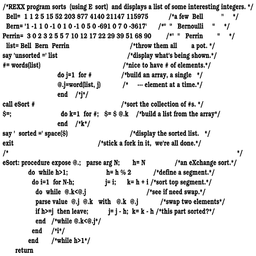 /*REXX program sorts (using E sort) and displays a list of some interesting integers. */
Bell= 1 1 2 5 15 52 203 877 4140 21147 115975 /*a few Bell " */
Bern= '1 -1 1 0 -1 0 1 0 -1 0 5 0 -691 0 7 0 -3617' /*" " Bernoulli " */
Perrin= 3 0 2 3 2 5 5 7 10 12 17 22 29 39 51 68 90 /*" " Perrin " */
list= Bell Bern Perrin /*throw them all a pot. */
say 'unsorted =' list /*display what's being shown.*/
#= words(list) /*nice to have # of elements.*/
do j=1 for # /*build an array, a single */
@.j=word(list, j) /* ··· element at a time. */
end /*j*/
call eSort # /*sort the collection of #s. */
$=; do k=1 for #; $= $ @.k /*build a list from the array*/
end /*k*/
say ' sorted =' space($) /*display the sorted list. */
exit /*stick a fork in it, we're all done.*/
/* */
eSort: procedure expose @.; parse arg N; h=N /*an eXchange sort.*/
do while h>1; h= h % 2 /*define a segment.*/
do i=1 for N-h; j= i; k= h + i /*sort top segment.*/
do while @.k<@.j /*see if need swap.*/
parse value @.j @.k with @.k @.j /*swap two elements*/
if h>=j then leave; j= j - h; k= k - h /*this part sorted?*/
end /*while @.k<@.j*/
end /*i*/
end /*while h>1*/
return